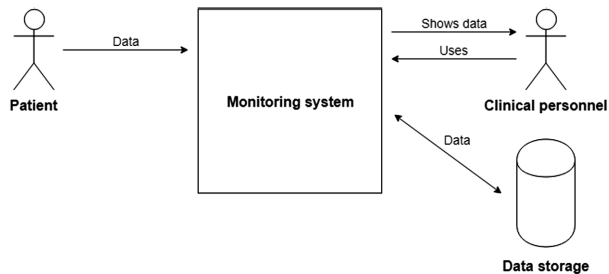 Shows data
Data
Uses
Patient
Monitoring system
Clinical personnel
Data
Data storage